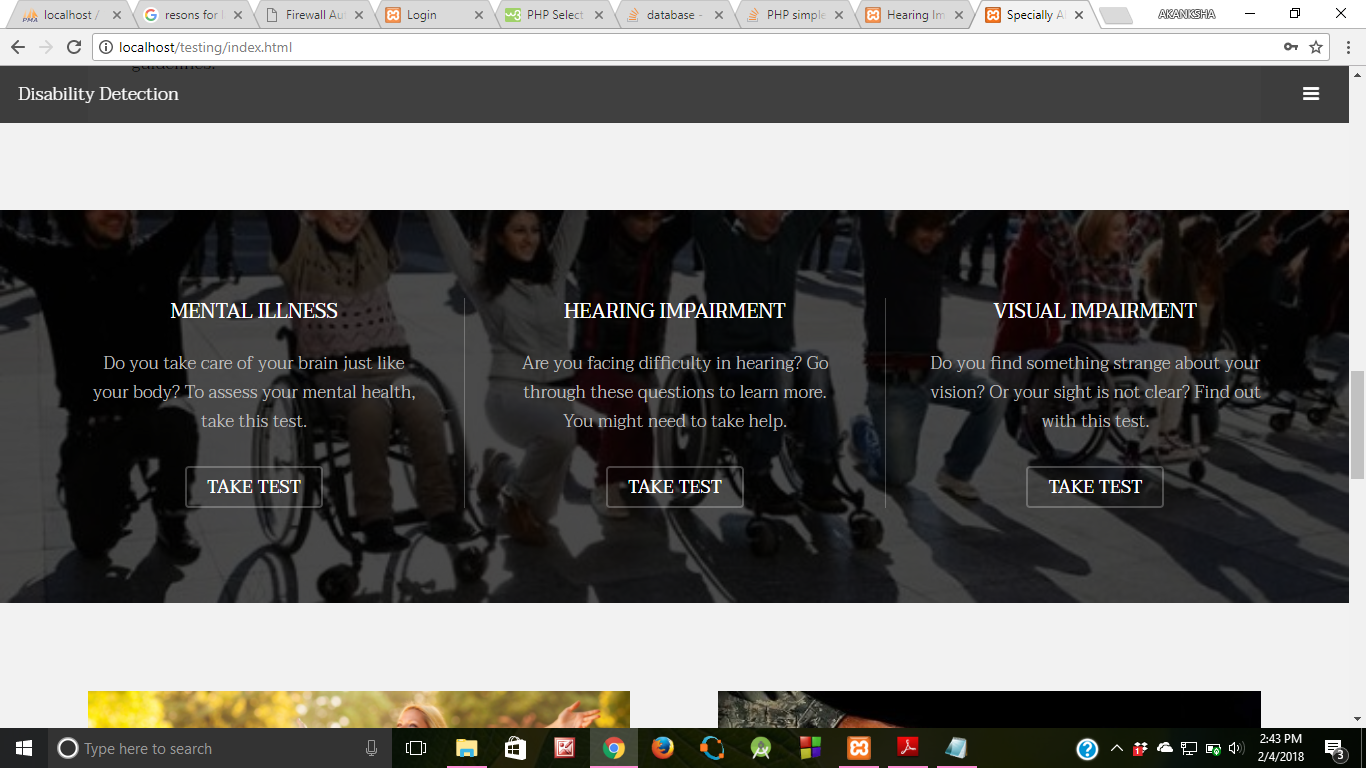 localhost /
resons for
Firewall Au
Login
PHP Select
database -
PHP simple
Hearing Im
Specially A
AKANKSHA
localhost/testing/index.html
guidelines.
Disability Detection
MENTAL ILLNESS
Do you take care of your brain just like
your body? To assess your mental health,
take this test.
TAKE TEST
HEARING IMPAIRMENT
Are you facing difficulty in hearing? Go
through these questions to learn more.
You might need to take help.
TAKE TEST
VISUAL IMPAIRMENT
Do you find something strange about your
vision? Or your sight is not clear? Find out
with this test.
TAKE TEST
Type here to search
2:43 PM
2/4/2018
3